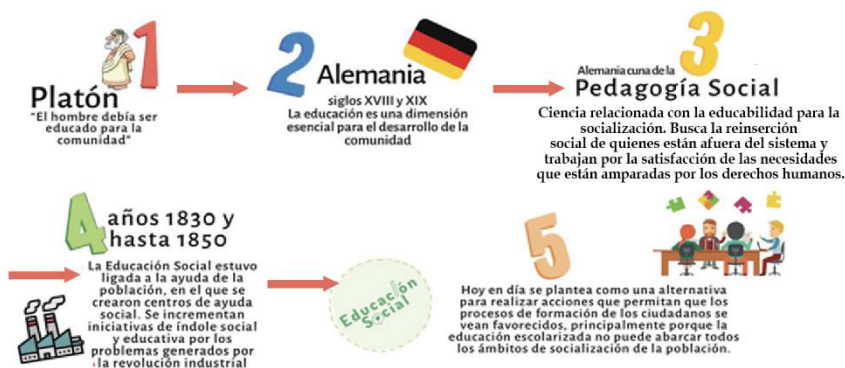 1
Platón
"El hombre debía ser
educado para la
comunidad"
2
Alemania
siglos XVIII y XIX
La educación es una dimensión
esencial para el desarrollo de la
comunidad
3
Alemania cuna de la
Pedagogía Social
Ciencia relacionada con la educabilidad para la
socialización. Busca la reinserción
social de quienes están afuera del sistema y
trabajan por la satisfacción de las necesidades
que están amparadas por los derechos humanos.
4
años 1830 y
hasta 1850
La Educación Social estuvo
ligada a la ayuda de la
población, en el que se
crearon centros de ayuda
social. Se incrementan
iniciativas de índole social
y educativa por los
problemas generados por
la revolución industrial
Educación
Social
5
Hoy en día se plantea como una alternativa
para realizar acciones que permitan que los
procesos de formación de los ciudadanos se
vean favorecidos, principalmente porque la
educación escolarizada no puede abarcar todos
los ámbitos de socialización de la población.